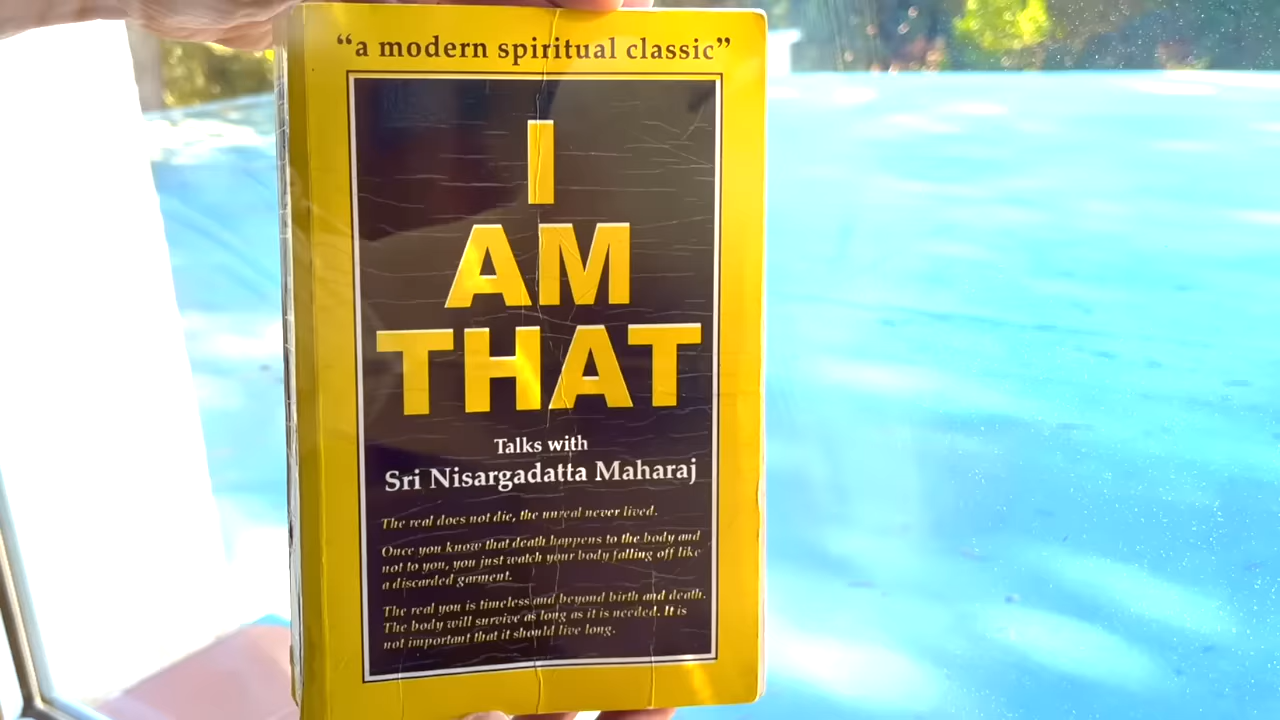 “a modern spiritual classic”
I
AM
THAT
Talks with
Sri Nisargadatta Maharaj
The real does not die, the unreal never lived.
Once you know that death happens to the body and
not to you, you just watch your body falling off like
a discarded garment.
The real you is timeless and beyond birth and death.
The body will survive as long as it is needed. It is
not important that it should live long.